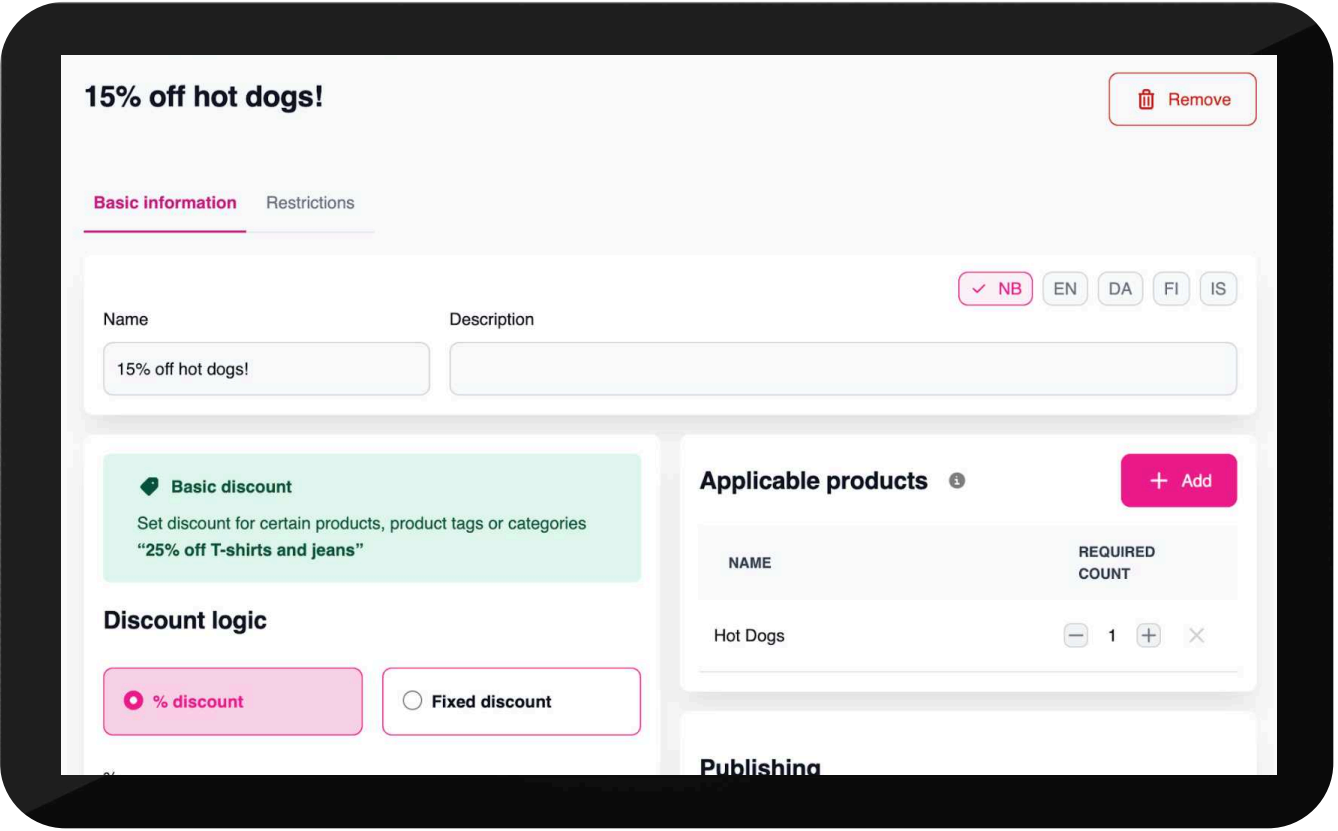 15% off hot dogs!
Remove
Basic information
Restrictions
NB
EN
DA
FI
IS
Name
Description
15% off hot dogs!
Basic discount
Set discount for certain products, product tags or categories
“25% off T-shirts and jeans”
Discount logic
% discount
Fixed discount
Applicable products
Add
NAME
REQUIRED
COUNT
Hot Dogs
1
Publishing